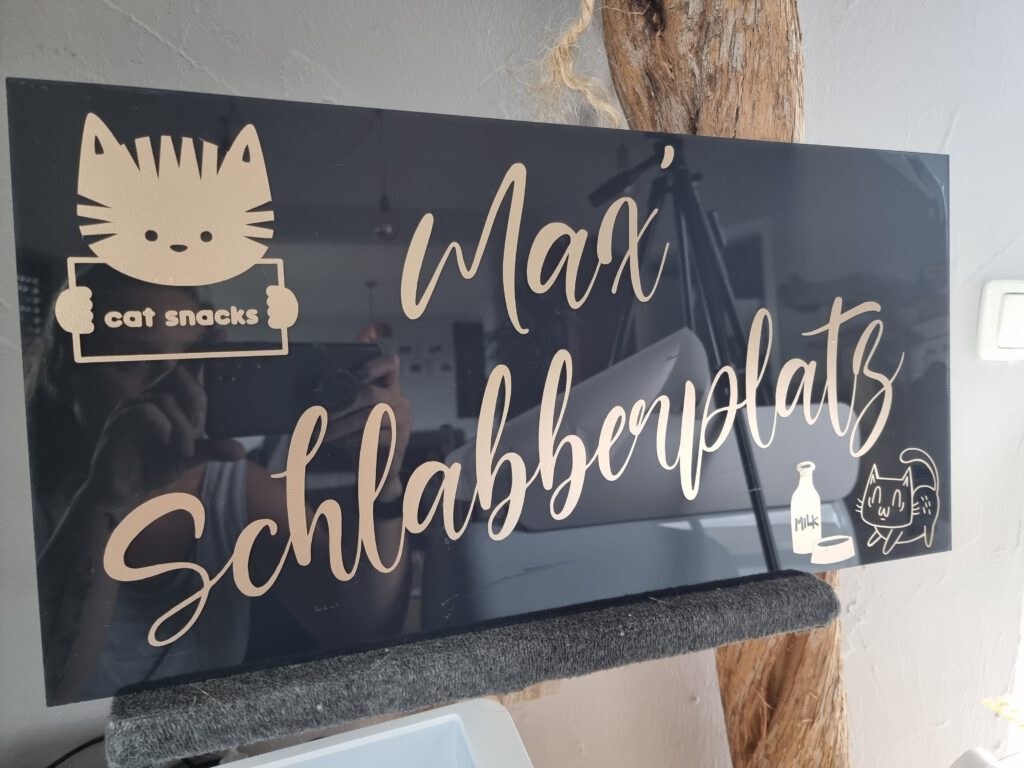 Max'
cat snacks
Schlabberplatz
MILK